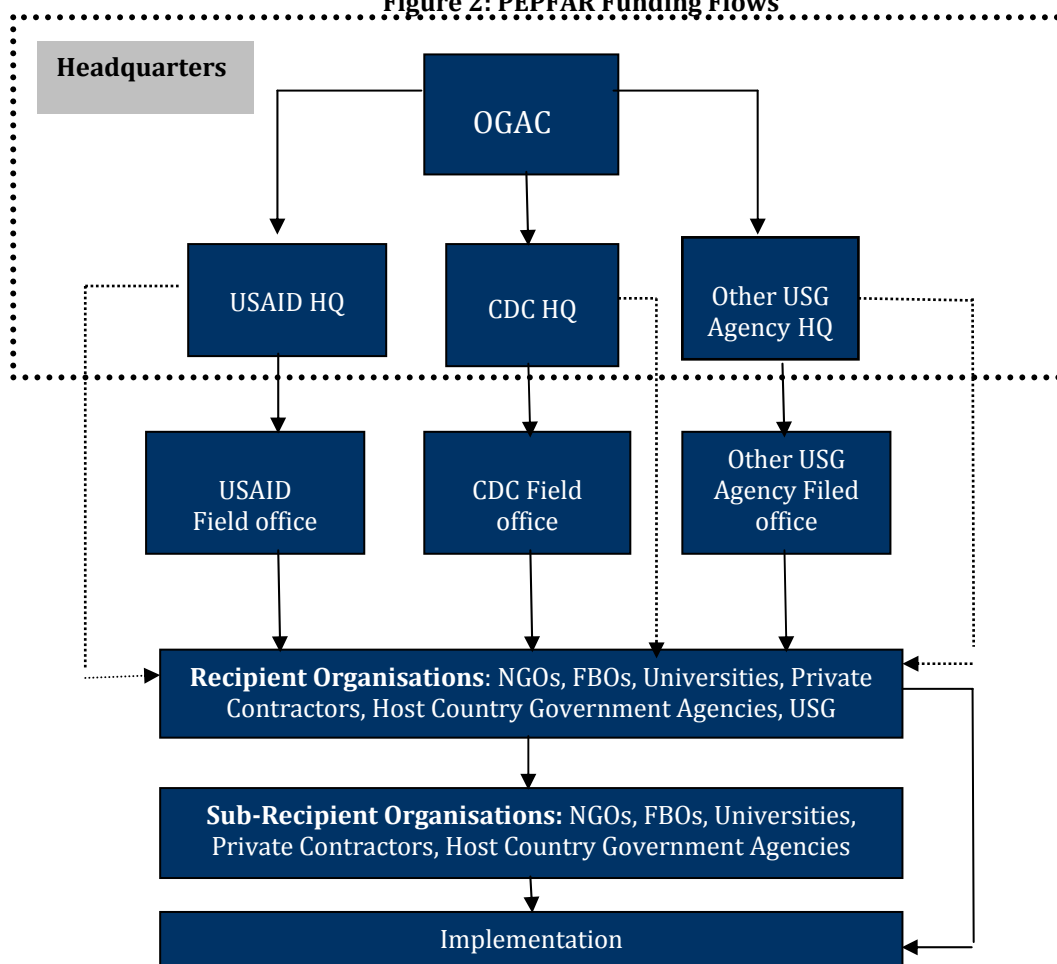 Figure 2: PEPFAR Funding Flows
Headquarters
OGAC
USAID HQ
CDC HQ
Other USG
Agency HQ
USAID
Field office
CDC Field
office
Other USG
Agency Filed
office
Recipient Organisations: NGOs, FBOs, Universities, Private
Contractors, Host Country Government Agencies, USG
Sub-Recipient Organisations: NGOs, FBOs, Universities,
Private Contractors, Host Country Government Agencies
Implementation